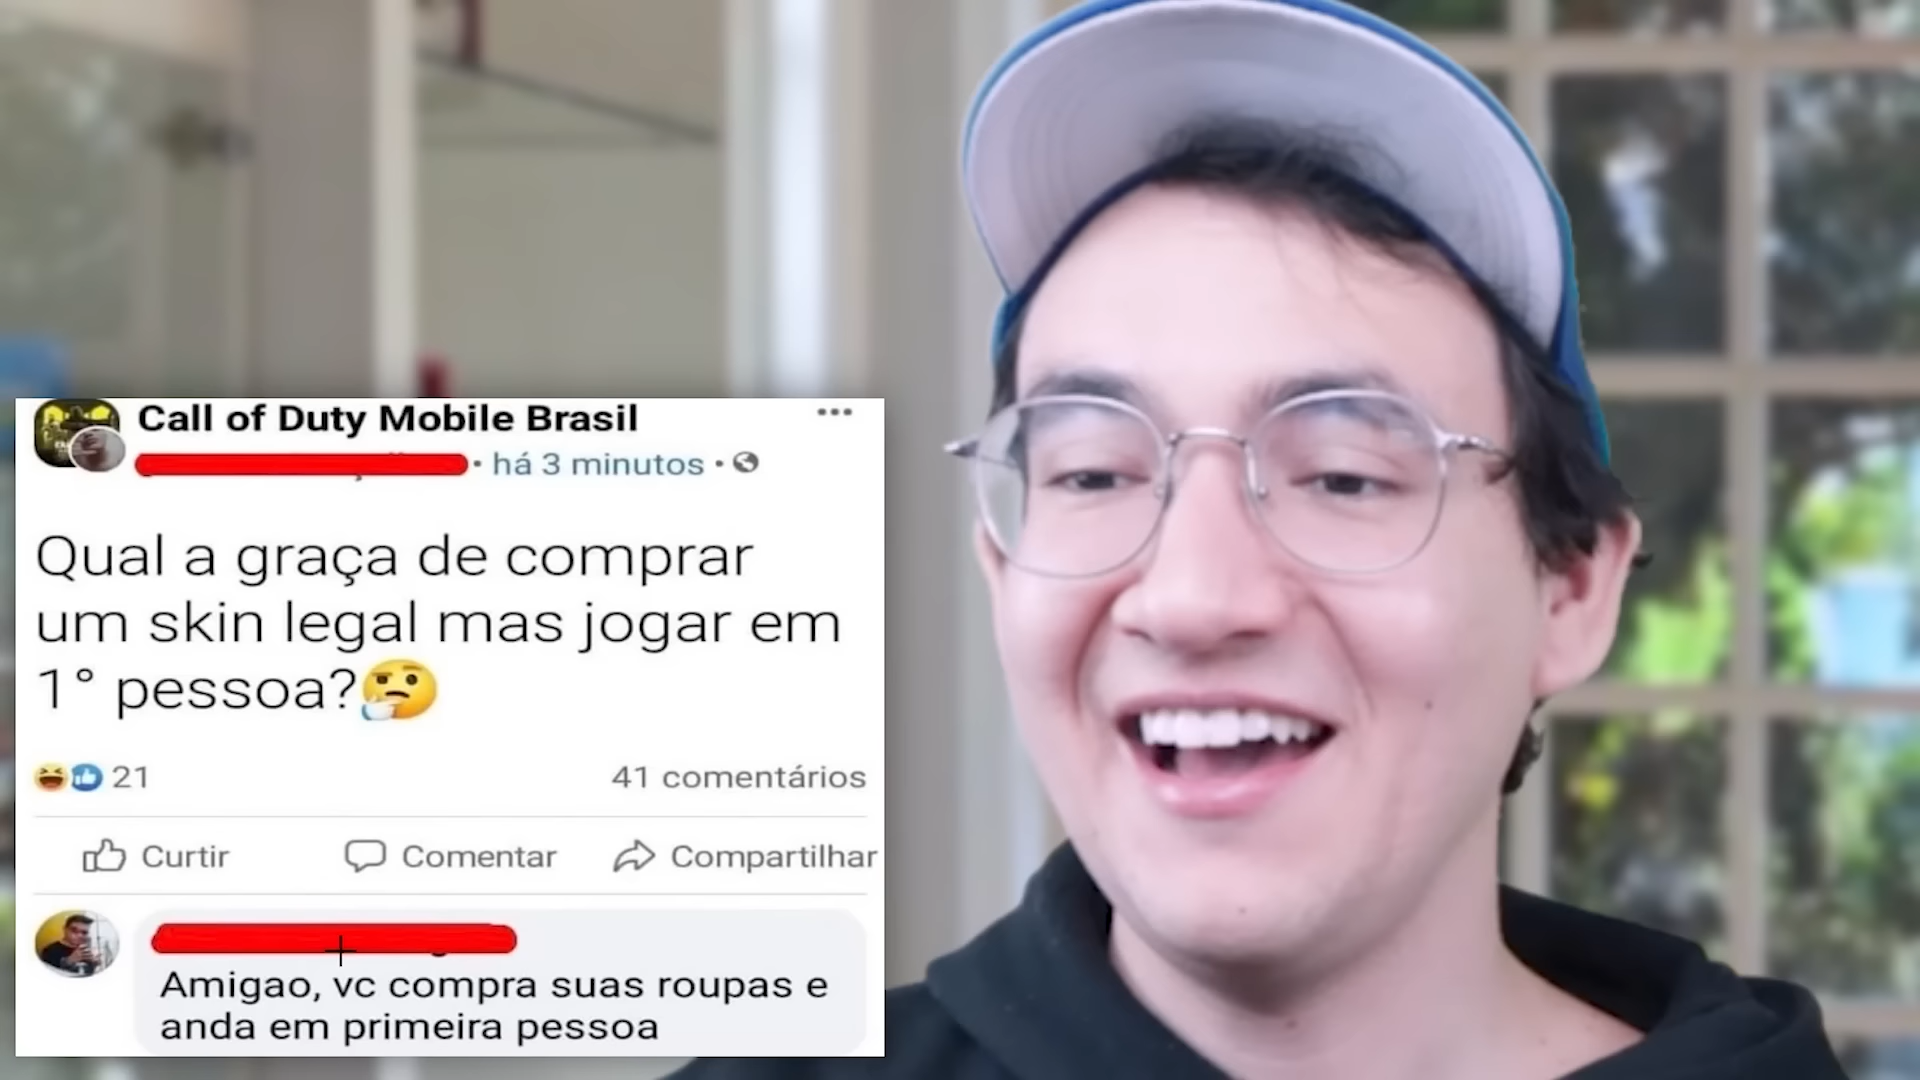 Call of Duty Mobile Brasil
· há 3 minutos ·
Qual a graça de comprar
um skin legal mas jogar em
1° pessoa?🤔
21
41 comentários
Curtir
Comentar
Compartilhar
Amigao, vc compra suas roupas e
anda em primeira pessoa